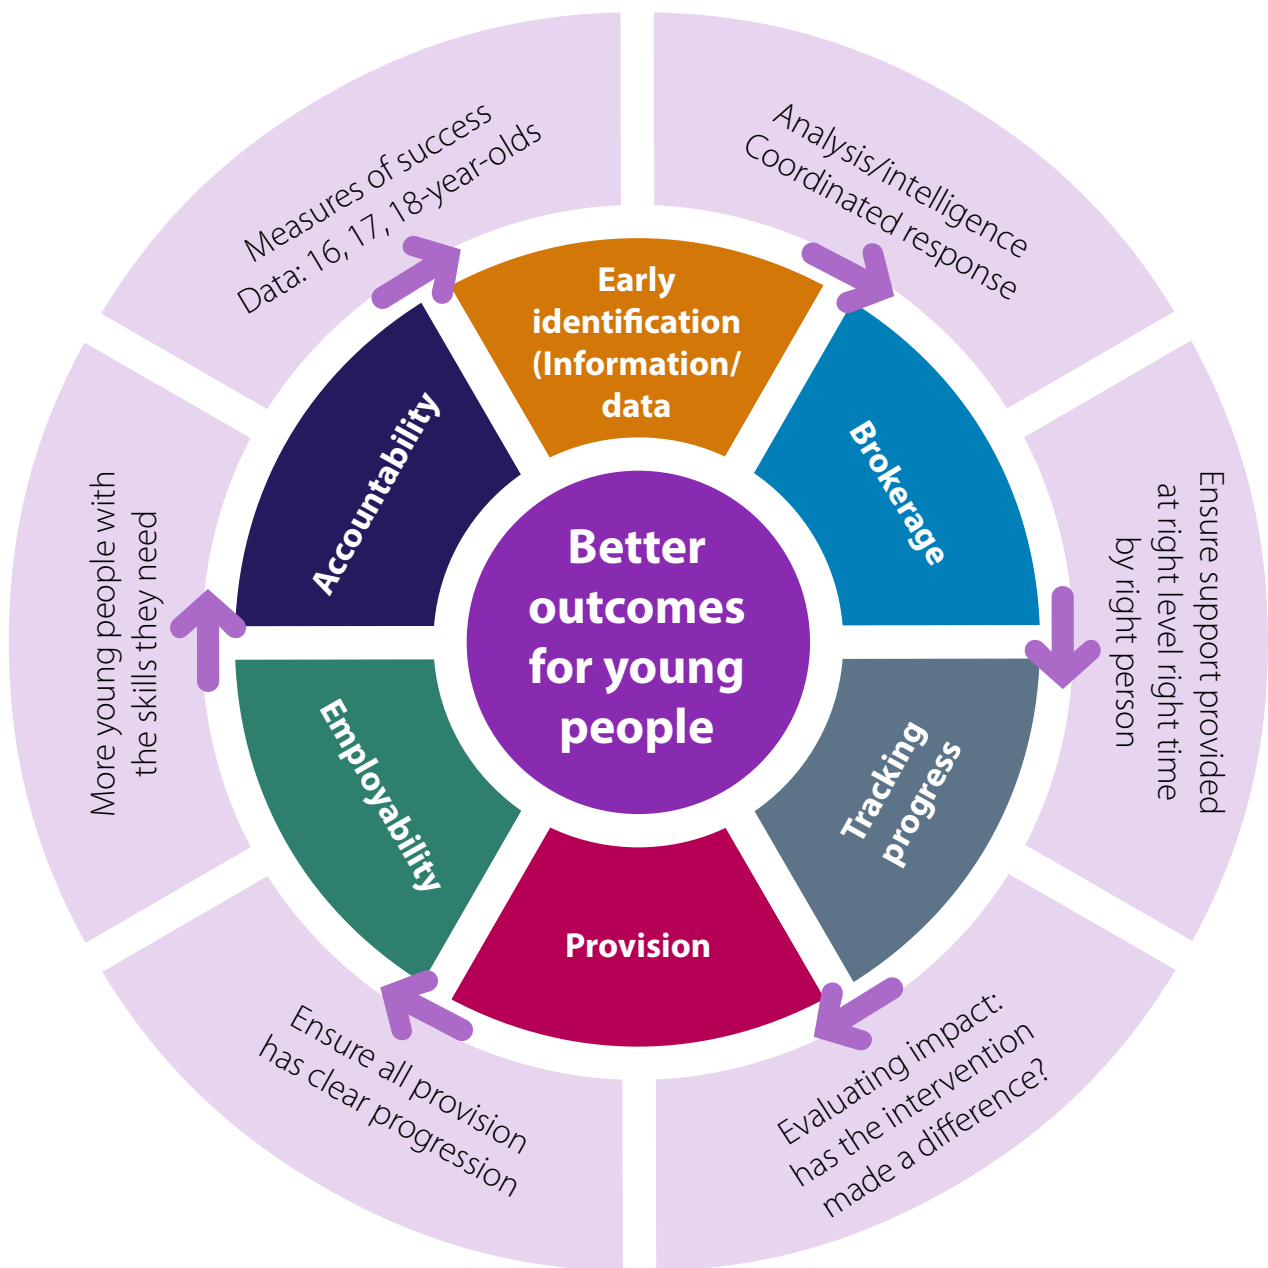 Measures of success
Data: 16, 17, 18-year-olds
Analysis/intelligence
Coordinated response
Ensure support provided
at right level right time
by right person
Evaluating impact:
has the intervention
made a difference?
Ensure all provision
has clear progression
More young people with
the skills they need
Early
identification
(Information/
data
Brokerage
Tracking
progress
Provision
Employability
Accountability
Better
outcomes
for young
people